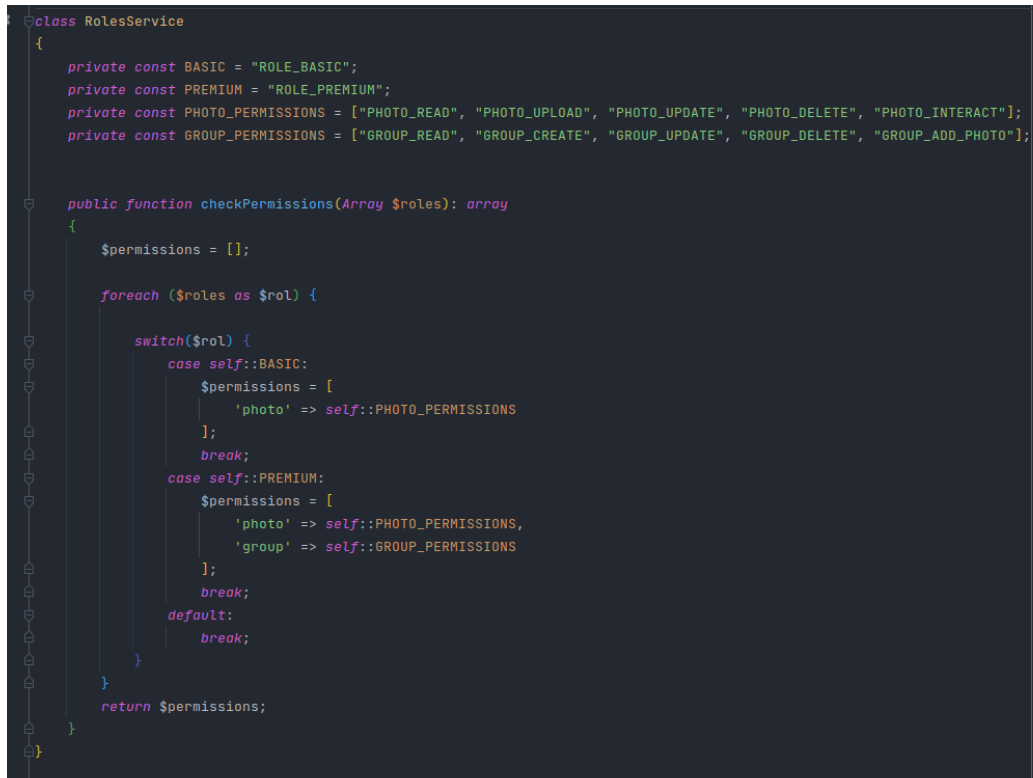 class RolesService
{
private const BASIC = "ROLE_BASIC";
private const PREMIUM = "ROLE_PREMIUM";
private const PHOTO_PERMISSIONS = ["PHOTO_READ", "PHOTO_UPLOAD", "PHOTO_UPDATE", "PHOTO_DELETE", "PHOTO_INTERACT"];
private const GROUP_PERMISSIONS = ["GROUP_READ", "GROUP_CREATE", "GROUP_UPDATE", "GROUP_DELETE", "GROUP_ADD_PHOTO"];
public function checkPermissions(Array $roles): array
{
$permissions = [];
foreach ($roles as $rol) {
switch($rol) {
case self::BASIC:
$permissions = [
'photo' => self::PHOTO_PERMISSIONS
];
break;
case self::PREMIUM:
$permissions = [
'photo' => self::PHOTO_PERMISSIONS,
'group' => self::GROUP_PERMISSIONS
];
break;
default:
break;
}
}
return $permissions;
}
}